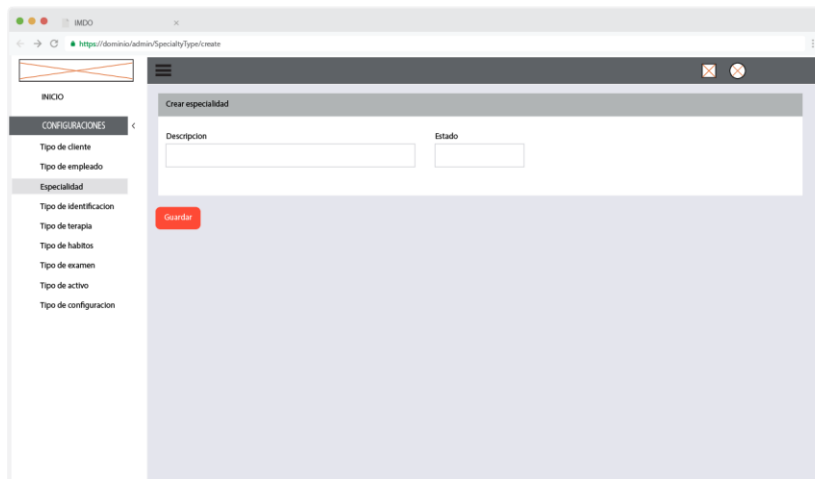 IMDO
https://dominio/admin/SpecialtyType/create
INICIO
CONFIGURACIONES
Tipo de cliente
Tipo de empleado
Especialidad
Tipo de identificacion
Tipo de terapia
Tipo de habitos
Tipo de examen
Tipo de activo
Tipo de configuracion
Crear especialidad
Descripcion
Estado
Guardar